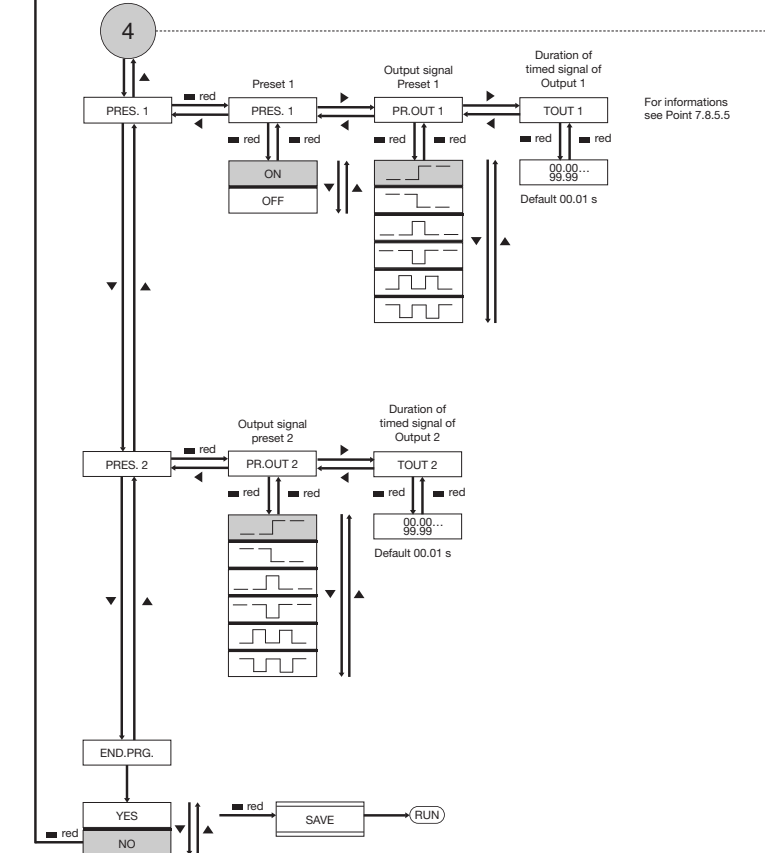 4
Preset 1
Output signal
Preset 1
Duration of
timed signal of
Output 1
For informations
see Point 7.8.5.5
PRES. 1
red
PRES. 1
PR.OUT 1
TOUT 1
red
red
red
red
red
red
ON
OFF
00.00...
99.99
Default 00.01 s
Output signal
preset 2
Duration of
timed signal of
Output 2
PRES. 2
red
PR.OUT 2
TOUT 2
red
red
red
red
00.00...
99.99
Default 00.01 s
END.PRG.
YES
NO
red
red
SAVE
RUN